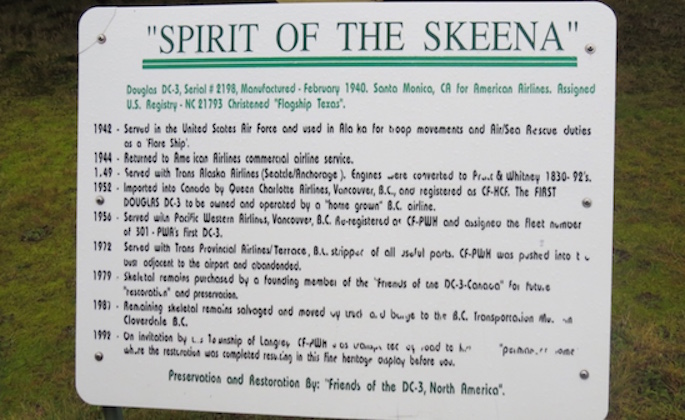 "SPIRIT OF THE SKEENA"
Douglas DC-3, Serial # 2198, Manufactured - February 1940. Santa Monica, CA for American Airlines. Assigned
U.S. Registry - NC 21793 Christened "Flagship Texas".
1942 - Served in the United States Air Force and used in Ala ka for troop movements and Air/Sea Rescue duties
as a 'Flare Ship'.
1944 - Returned to Ame ican Airlines commercial airline service.
1.49 - Served with Trans Alaska Airlines (Seattle/Anchorage). Engines were converted to Pratt & Whitney 1830- 92's.
1952 - Imported into Canada by Queen Charlotte Airlines, Vancouver, B.C., and registered as CF-HCF. The FIRST
DOUGLAS DC-3 to be owned and operated by a "home grown" B.C. airline.
1956 - Served with Pacific Western Airlines, Vancouver, B.C. Re-registered as CF-PWH and assigned the fleet number
of 301 - PWA's first DC-3.
1972 Served with Trans Provincial Airlines/Terrace, B.C. stripped of all useful parts. CF-PWH was pushed into
bush adjacent to the airport and abandonded.
1979 - Skeletal remains purchased by a founding member of the "Friends of the DC-3-Canada" for future
"restoration" and preservation.
1987 - Remaining skeletal remains salvaged and moved by truck and barge to the B.C. Transportation
Cloverdale B.C.
1992 - On invitation by Township of Langley CF-PWH was road to
where the restoration was completed resulting in this fine heritage display before you.
Preservation and Restoration By: "Friends of the DC-3, North America".